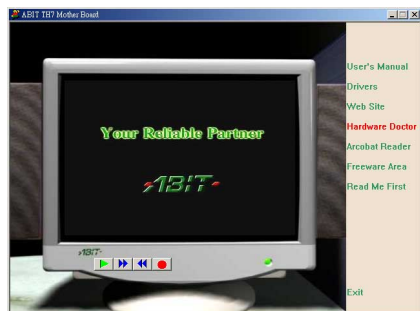 ABIT TH7 Mother Board
User's Manual
Drivers
Web Site
Hardware Doctor
Arcobat Reader
Freeware Area
Read Me First
Exit
Your Reliable Partner
ABIT
ABIT